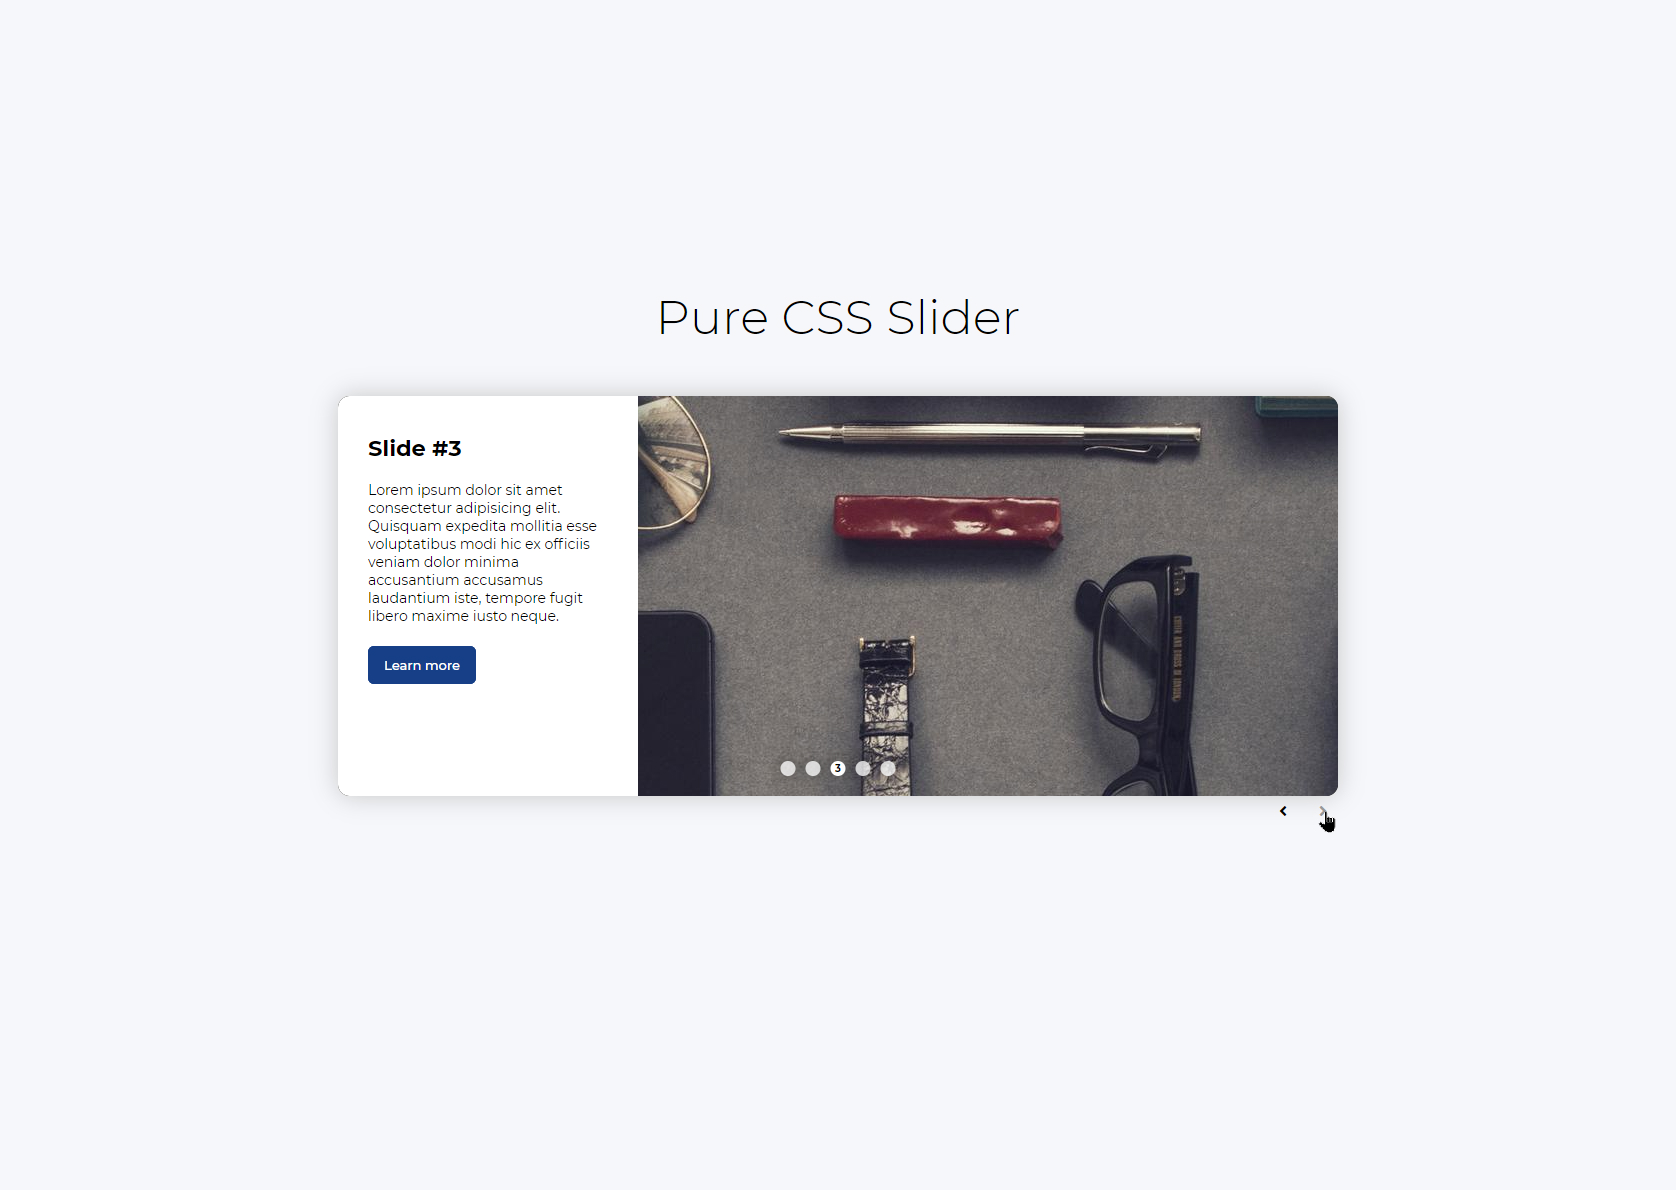 Pure CSS Slider
Slide #3
Lorem ipsum dolor sit amet
consectetur adipisicing elit.
Quisquam expedita mollitia esse
voluptatibus modi hic ex officiis
veniam dolor minima
accusantium accusamus
laudantium iste, tempore fugit
libero maxime iusto neque.
Learn more
3